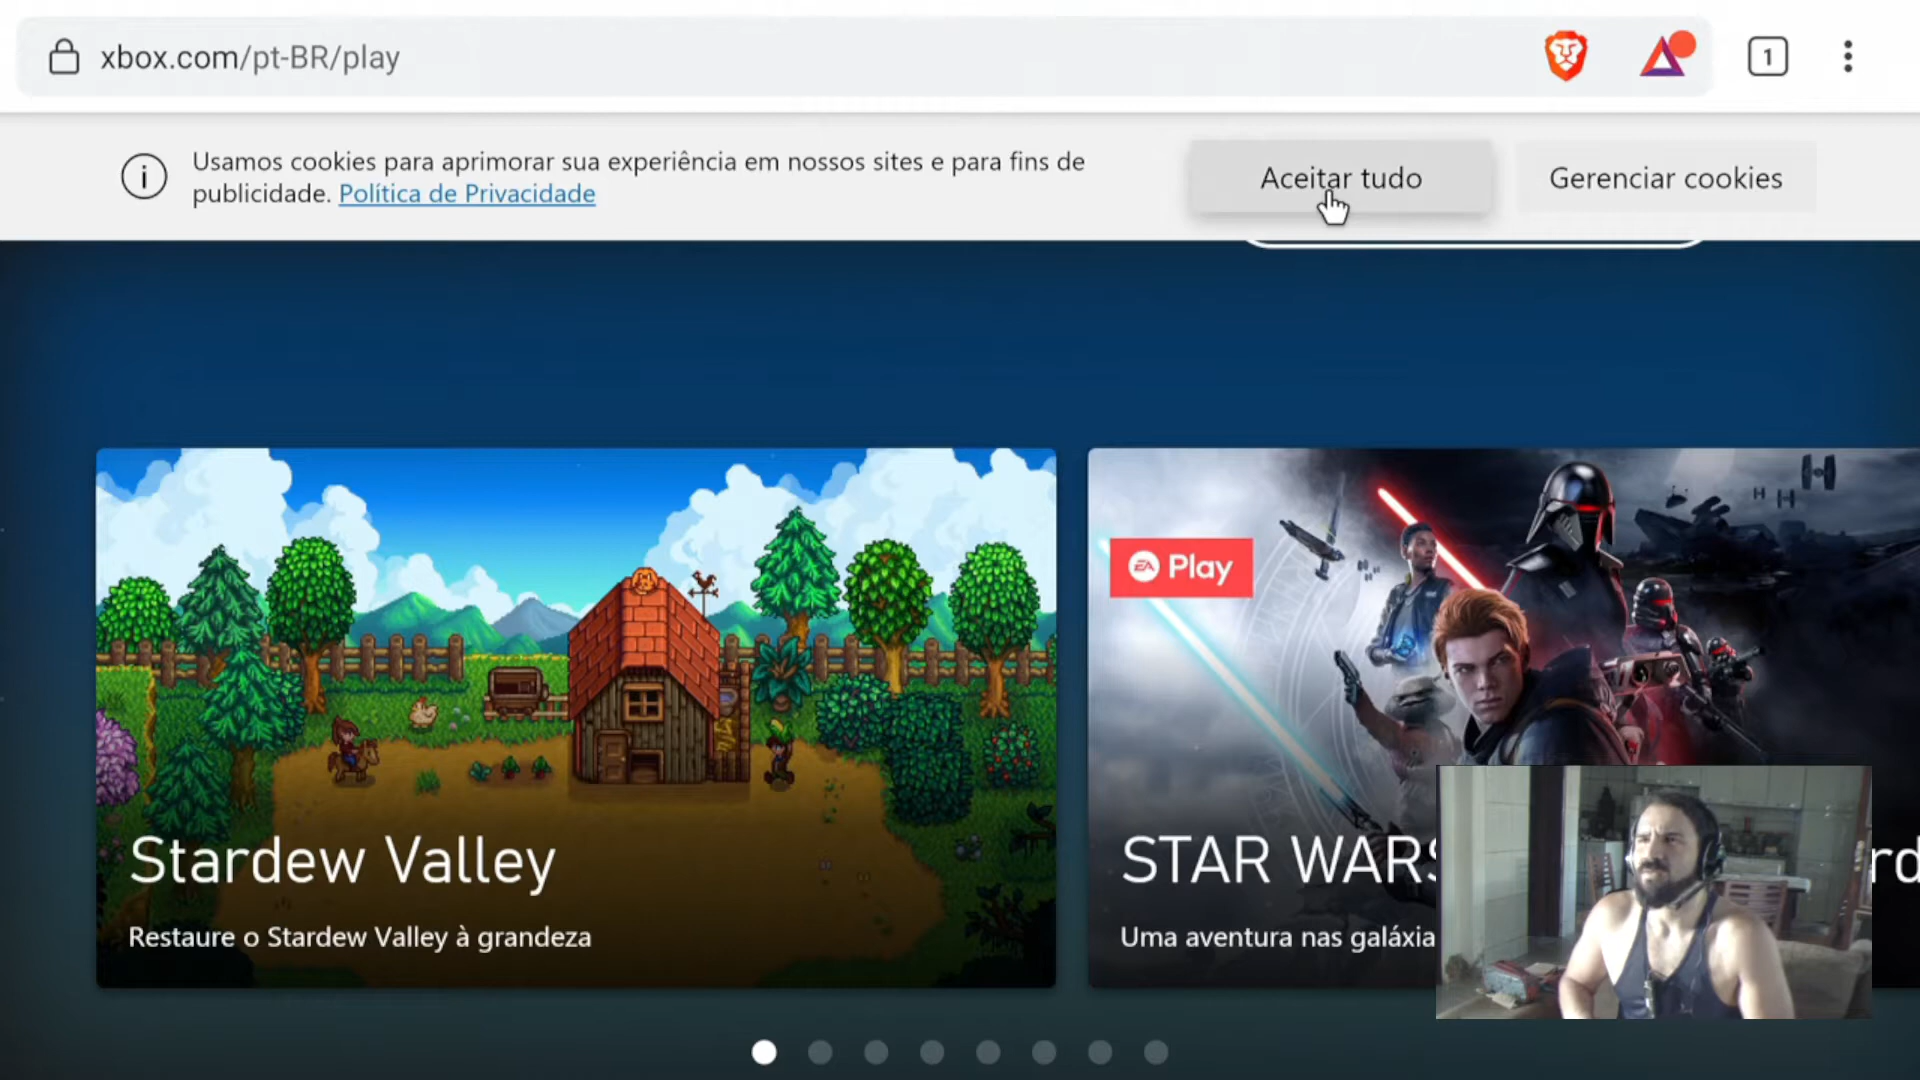 xbox.com/pt-BR/play
1
Usamos cookies para aprimorar sua experiência em nossos sites e para fins de
publicidade. Política de Privacidade
Aceitar tudo
Gerenciar cookies
EA Play
Stardew Valley
Restaure o Stardew Valley à grandeza
STAR WARS
Uma aventura nas galáxia